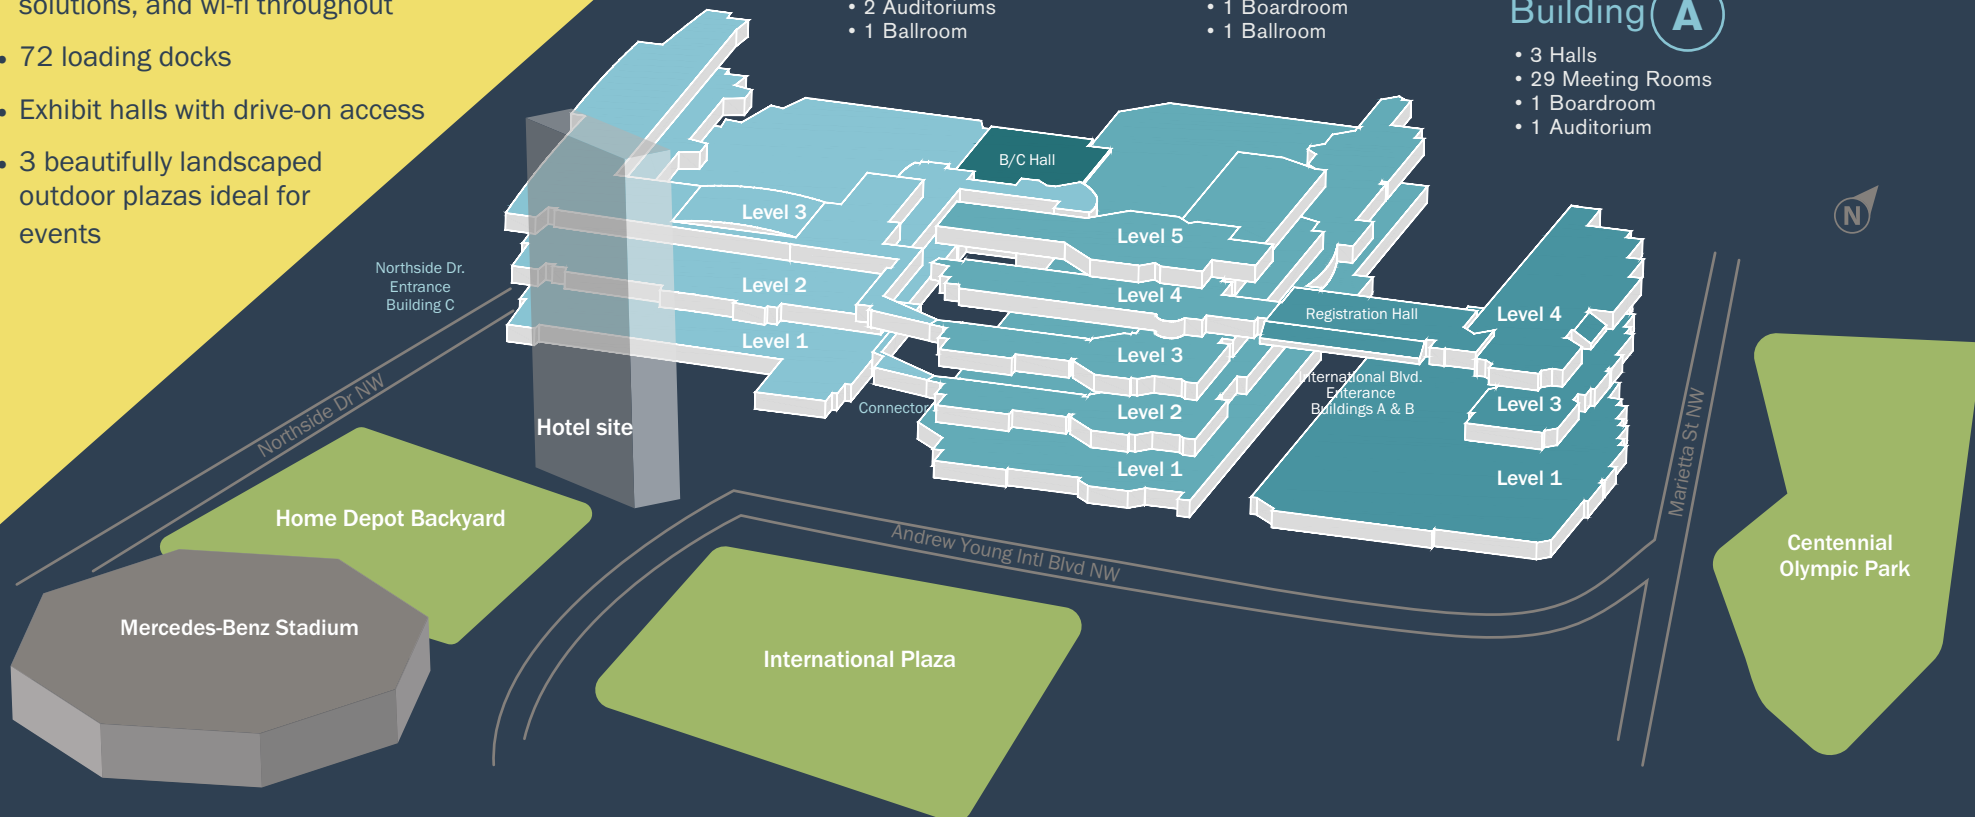 solutions, and wi-fi throughout
• 72 loading docks
• Exhibit halls with drive-on access
• 3 beautifully landscaped
outdoor plazas ideal for
events
• 2 Auditoriums
• 1 Ballroom
• 1 Boardroom
• 1 Ballroom
Building A
• 3 Halls
• 29 Meeting Rooms
• 1 Boardroom
• 1 Auditorium
N
B/C Hall
Level 3
Level 2
Level 1
Level 5
Level 4
Level 3
Level 2
Level 1
Registration Hall
Level 4
Level 3
Level 1
Northside Dr.
Entrance
Building C
International Blvd.
Enterance
Buildings A & B
Connector
Hotel site
Northside Dr NW
Marietta St NW
Andrew Young Intl Blvd NW
Home Depot Backyard
Mercedes-Benz Stadium
International Plaza
Centennial
Olympic Park